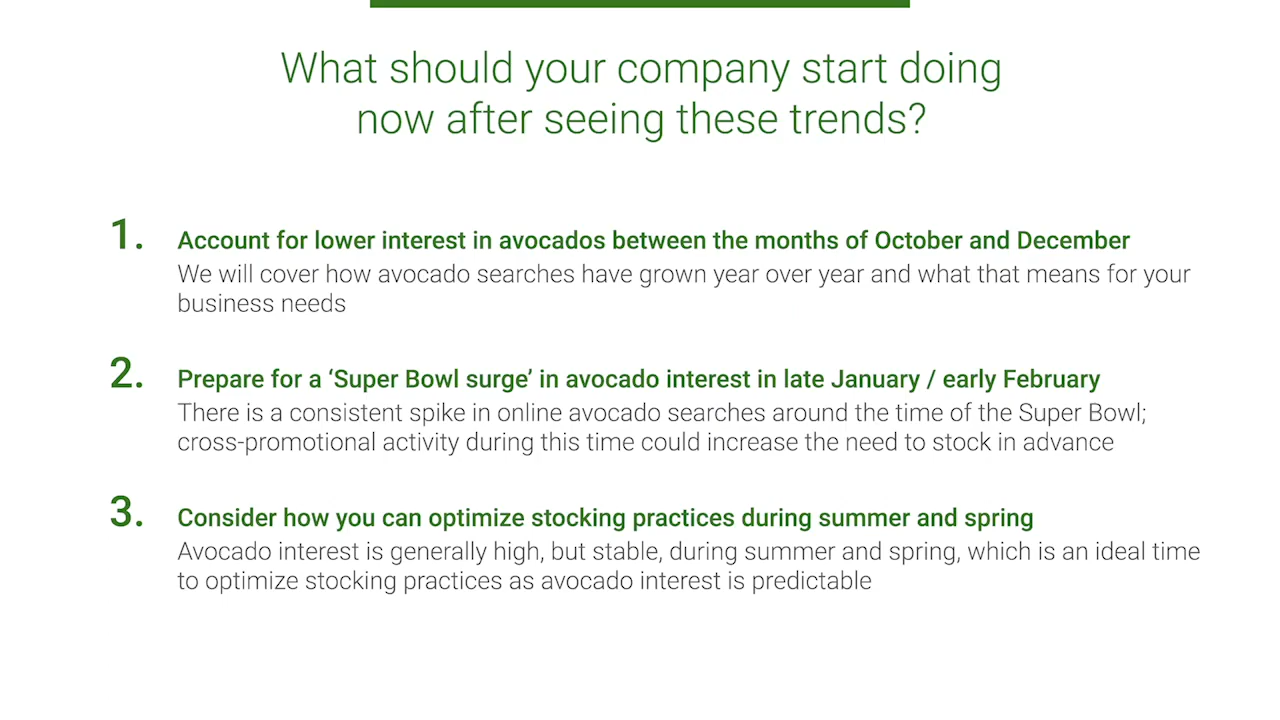 What should your company start doing
now after seeing these trends?
1. Account for lower interest in avocados between the months of October and December
We will cover how avocado searches have grown year over year and what that means for your
business needs
2. Prepare for a ‘Super Bowl surge’ in avocado interest in late January / early February
There is a consistent spike in online avocado searches around the time of the Super Bowl;
cross-promotional activity during this time could increase the need to stock in advance
3. Consider how you can optimize stocking practices during summer and spring
Avocado interest is generally high, but stable, during summer and spring, which is an ideal time
to optimize stocking practices as avocado interest is predictable